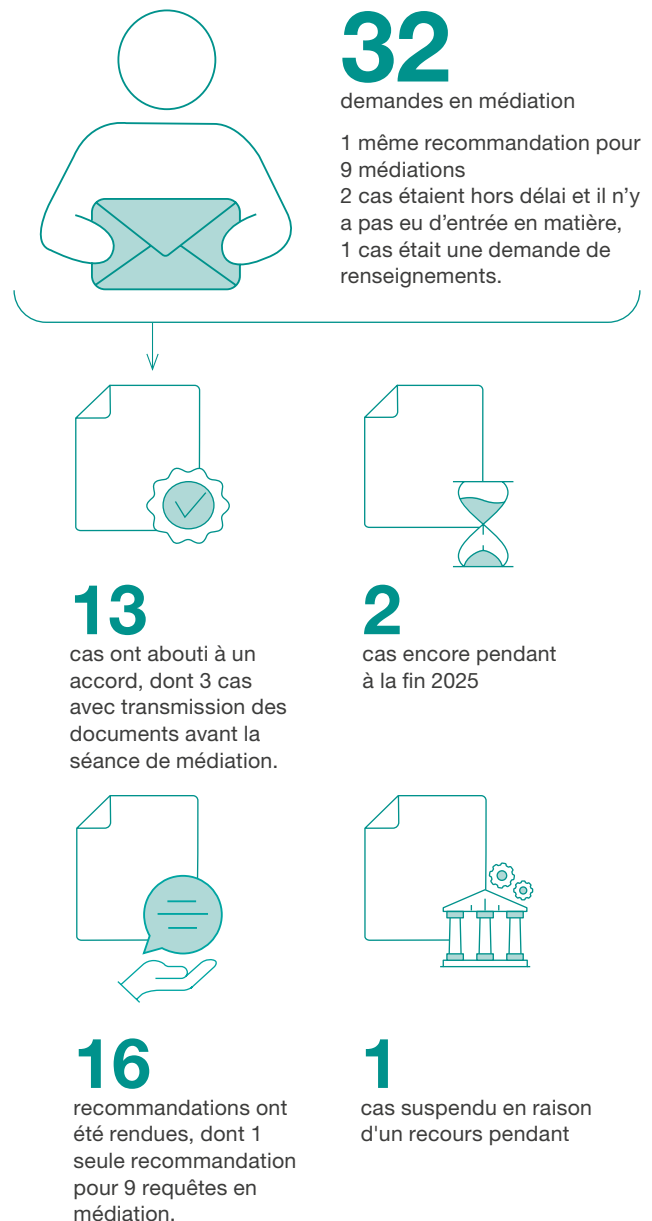 32
demandes en médiation
1 même recommandation pour
9 médiations
2 cas étaient hors délai et il n’y
a pas eu d’entrée en matière,
1 cas était une demande de
renseignements.
13
cas ont abouti à un
accord, dont 3 cas
avec transmission des
documents avant la
séance de médiation.
2
cas encore pendant
à la fin 2025
16
recommandations ont
été rendues, dont 1
seule recommandation
pour 9 requêtes en
médiation.
1
cas suspendu en raison
d'un recours pendant